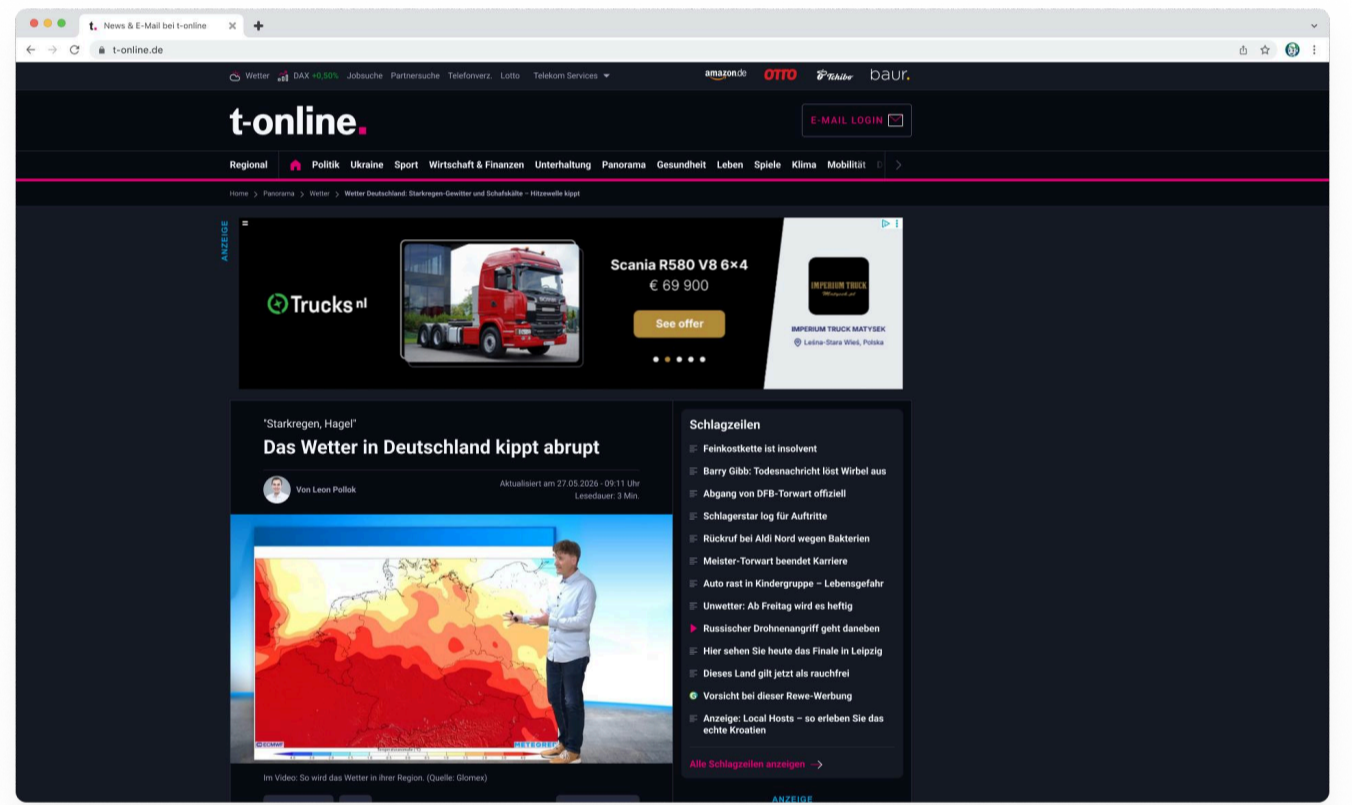 t. News & E-Mail bei t-online
t-online.de
Wetter DAX +0,50% Jobsuche Partnersuche Telefonverz. Lotto Telekom Services
amazon.de OTTO Tchibo baur.
t-online.
E-MAIL LOGIN
Regional Politik Ukraine Sport Wirtschaft & Finanzen Unterhaltung Panorama Gesundheit Leben Spiele Klima Mobilität
Home > Panorama > Wetter > Wetter Deutschland: Starkregen-Gewitter und Schafskälte – Hitzewelle kippt
ANZEIGE
Trucks nl
Scania R580 V8 6×4
€ 69 900
See offer
IMPERIUM TRUCK
Matysek.pl
IMPERIUM TRUCK MATYSEK
Leśna-Stara Wieś, Polska
"Starkregen, Hagel"
Das Wetter in Deutschland kippt abrupt
Von Leon Pollok
Aktualisiert am 27.05.2026 - 09:11 Uhr
Lesedauer: 3 Min.
ECMWF
METEORED
Im Video: So wird das Wetter in ihrer Region. (Quelle: Glomex)
Schlagzeilen
Feinkostkette ist insolvent
Barry Gibb: Todesnachricht löst Wirbel aus
Abgang von DFB-Torwart offiziell
Schlagerstar log für Auftritte
Rückruf bei Aldi Nord wegen Bakterien
Meister-Torwart beendet Karriere
Auto rast in Kindergruppe – Lebensgefahr
Unwetter: Ab Freitag wird es heftig
Russischer Drohnenangriff geht daneben
Hier sehen Sie heute das Finale in Leipzig
Dieses Land gilt jetzt als rauchfrei
Vorsicht bei dieser Rewe-Werbung
Anzeige: Local Hosts – so erleben Sie das
echte Kroatien
Alle Schlagzeilen anzeigen
ANZEIGE